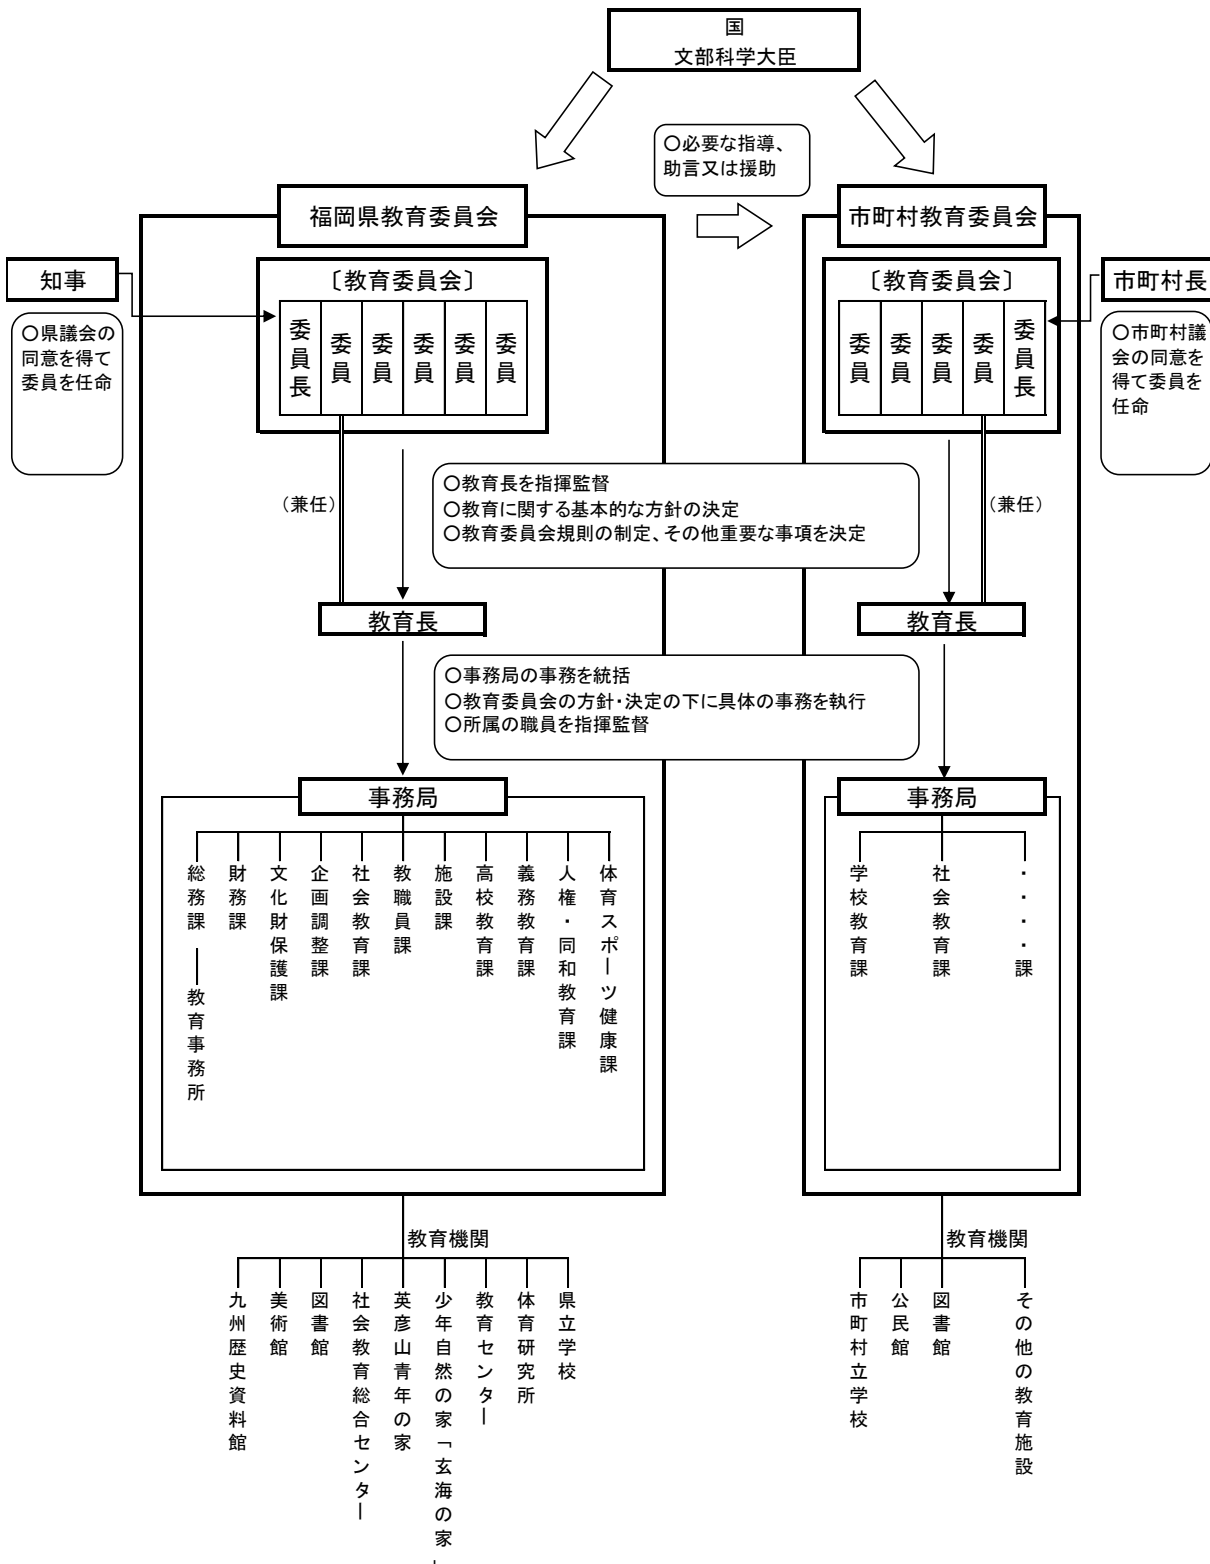 国
文部科学大臣
○必要な指導、
助言又は援助
福岡県教育委員会
市町村教育委員会
知事
〔教育委員会〕
〔教育委員会〕
市町村長
○県議会の
同意を得て
委員を任命
委員長
委員
委員
委員
委員
委員
委員
委員
委員
委員
委員長
○市町村議
会の同意を
得て委員を
任命
（兼任）
○教育長を指揮監督
○教育に関する基本的な方針の決定
○教育委員会規則の制定、その他重要な事項を決定
（兼任）
教育長
教育長
○事務局の事務を統括
○教育委員会の方針・決定の下に具体の事務を執行
○所属の職員を指揮監督
事務局
事務局
総務課
教育事務所
財務課
文化財保護課
企画調整課
社会教育課
教職員課
施設課
高校教育課
義務教育課
人権・同和教育課
体育スポーツ健康課
学校教育課
社会教育課
・・・・課
教育機関
教育機関
九州歴史資料館
美術館
図書館
社会教育総合センター
英彦山青年の家
少年自然の家「玄海の家」
教育センター
体育研究所
県立学校
市町村立学校
公民館
図書館
その他の教育施設